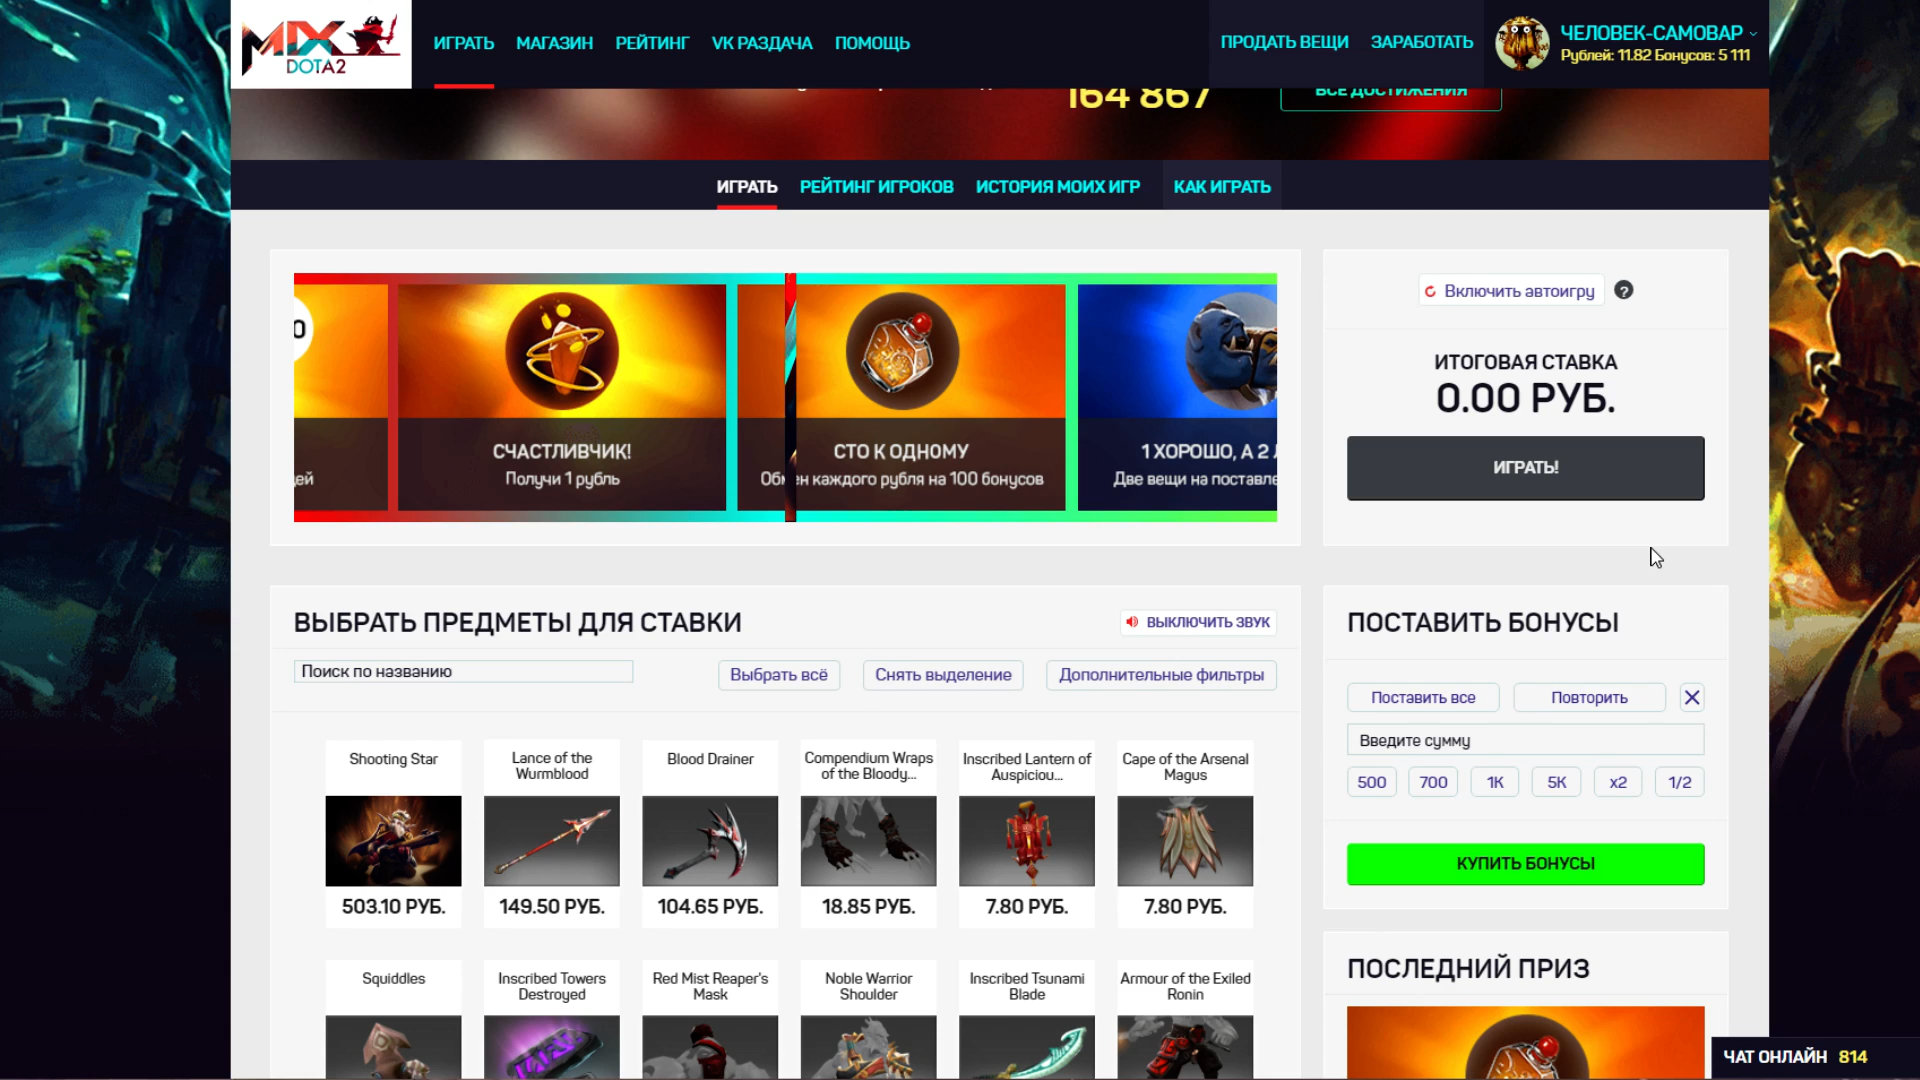 MIX
DOTA2
ИГРАТЬ
МАГАЗИН
РЕЙТИНГ
VK РАЗДАЧА
ПОМОЩЬ
ПРОДАТЬ ВЕЩИ
ЗАРАБОТАТЬ
ЧЕЛОВЕК-САМОВАР
Рублей: 11.82 Бонусов: 5 111
164 867
ВСЕ ДОСТИЖЕНИЯ
ИГРАТЬ
РЕЙТИНГ ИГРОКОВ
ИСТОРИЯ МОИХ ИГР
КАК ИГРАТЬ
СЧАСТЛИВЧИК!
Получи 1 рубль
СТО К ОДНОМУ
Обмен каждого рубля на 100 бонусов
1 ХОРОШО, А 2
Две вещи на
Включить автоигру
?
ИТОГОВАЯ СТАВКА
0.00 РУБ.
ИГРАТЬ!
ВЫБРАТЬ ПРЕДМЕТЫ ДЛЯ СТАВКИ
ВЫКЛЮЧИТЬ ЗВУК
Поиск по названию
Выбрать всё
Снять выделение
Дополнительные фильтры
Shooting Star
503.10 РУБ.
Lance of the
Wurmblood
149.50 РУБ.
Blood Drainer
104.65 РУБ.
Compendium Wraps
of the Bloody...
18.85 РУБ.
Inscribed Lantern of
Auspiciou...
7.80 РУБ.
Cape of the Arsenal
Magus
7.80 РУБ.
Squiddles
Inscribed Towers
Destroyed
Red Mist Reaper's
Mask
Noble Warrior
Shoulder
Inscribed Tsunami
Blade
Armour of the Exiled
Ronin
ПОСТАВИТЬ БОНУСЫ
Поставить все
Повторить
Введите сумму
500
700
1К
5К
x2
1/2
КУПИТЬ БОНУСЫ
ПОСЛЕДНИЙ ПРИЗ
ЧАТ ОНЛАЙН 814